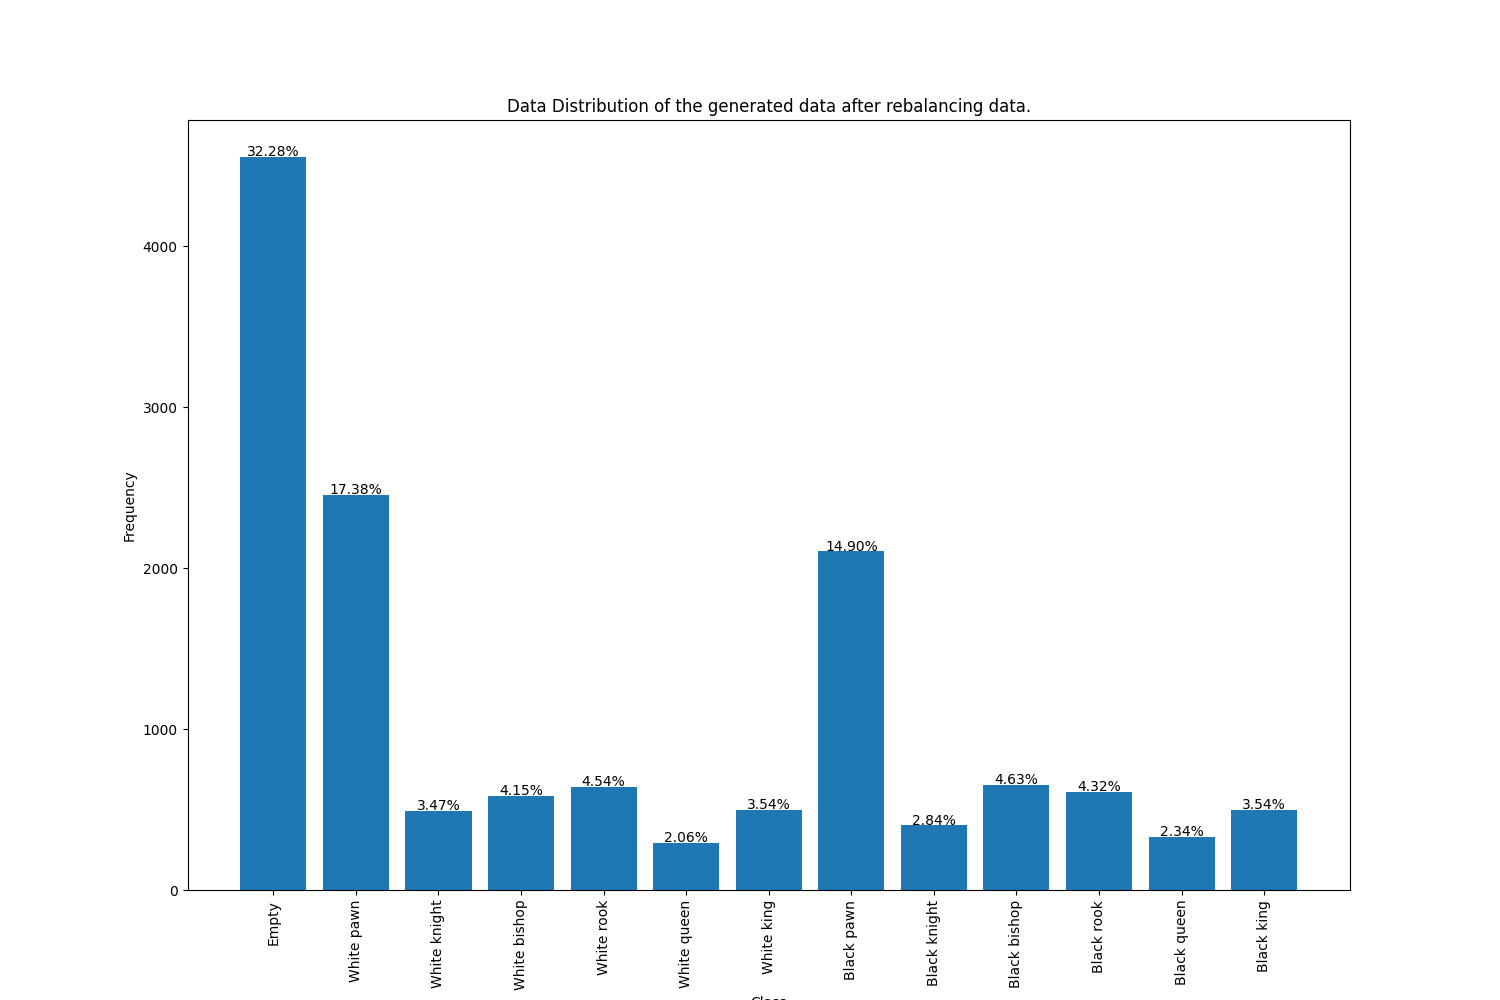 Data Distribution of the generated data after rebalancing data.
32.28%
17.38%
3.47%
4.15%
4.54%
2.06%
3.54%
14.90%
2.84%
4.63%
4.32%
2.34%
3.54%
4000
3000
2000
1000
0
Frequency
Empty
White pawn
White knight
White bishop
White rook
White queen
White king
Black pawn
Black knight
Black bishop
Black rook
Black queen
Black king
Class